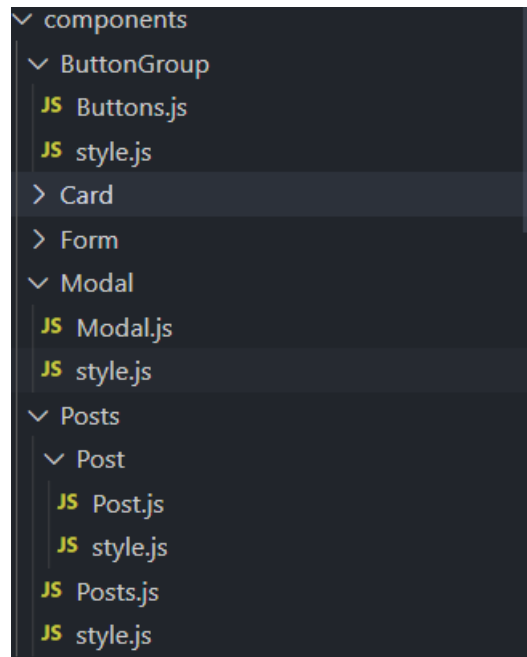 components
ButtonGroup
JS Buttons.js
JS style.js
Card
Form
Modal
JS Modal.js
JS style.js
Posts
Post
JS Post.js
JS style.js
JS Posts.js
JS style.js